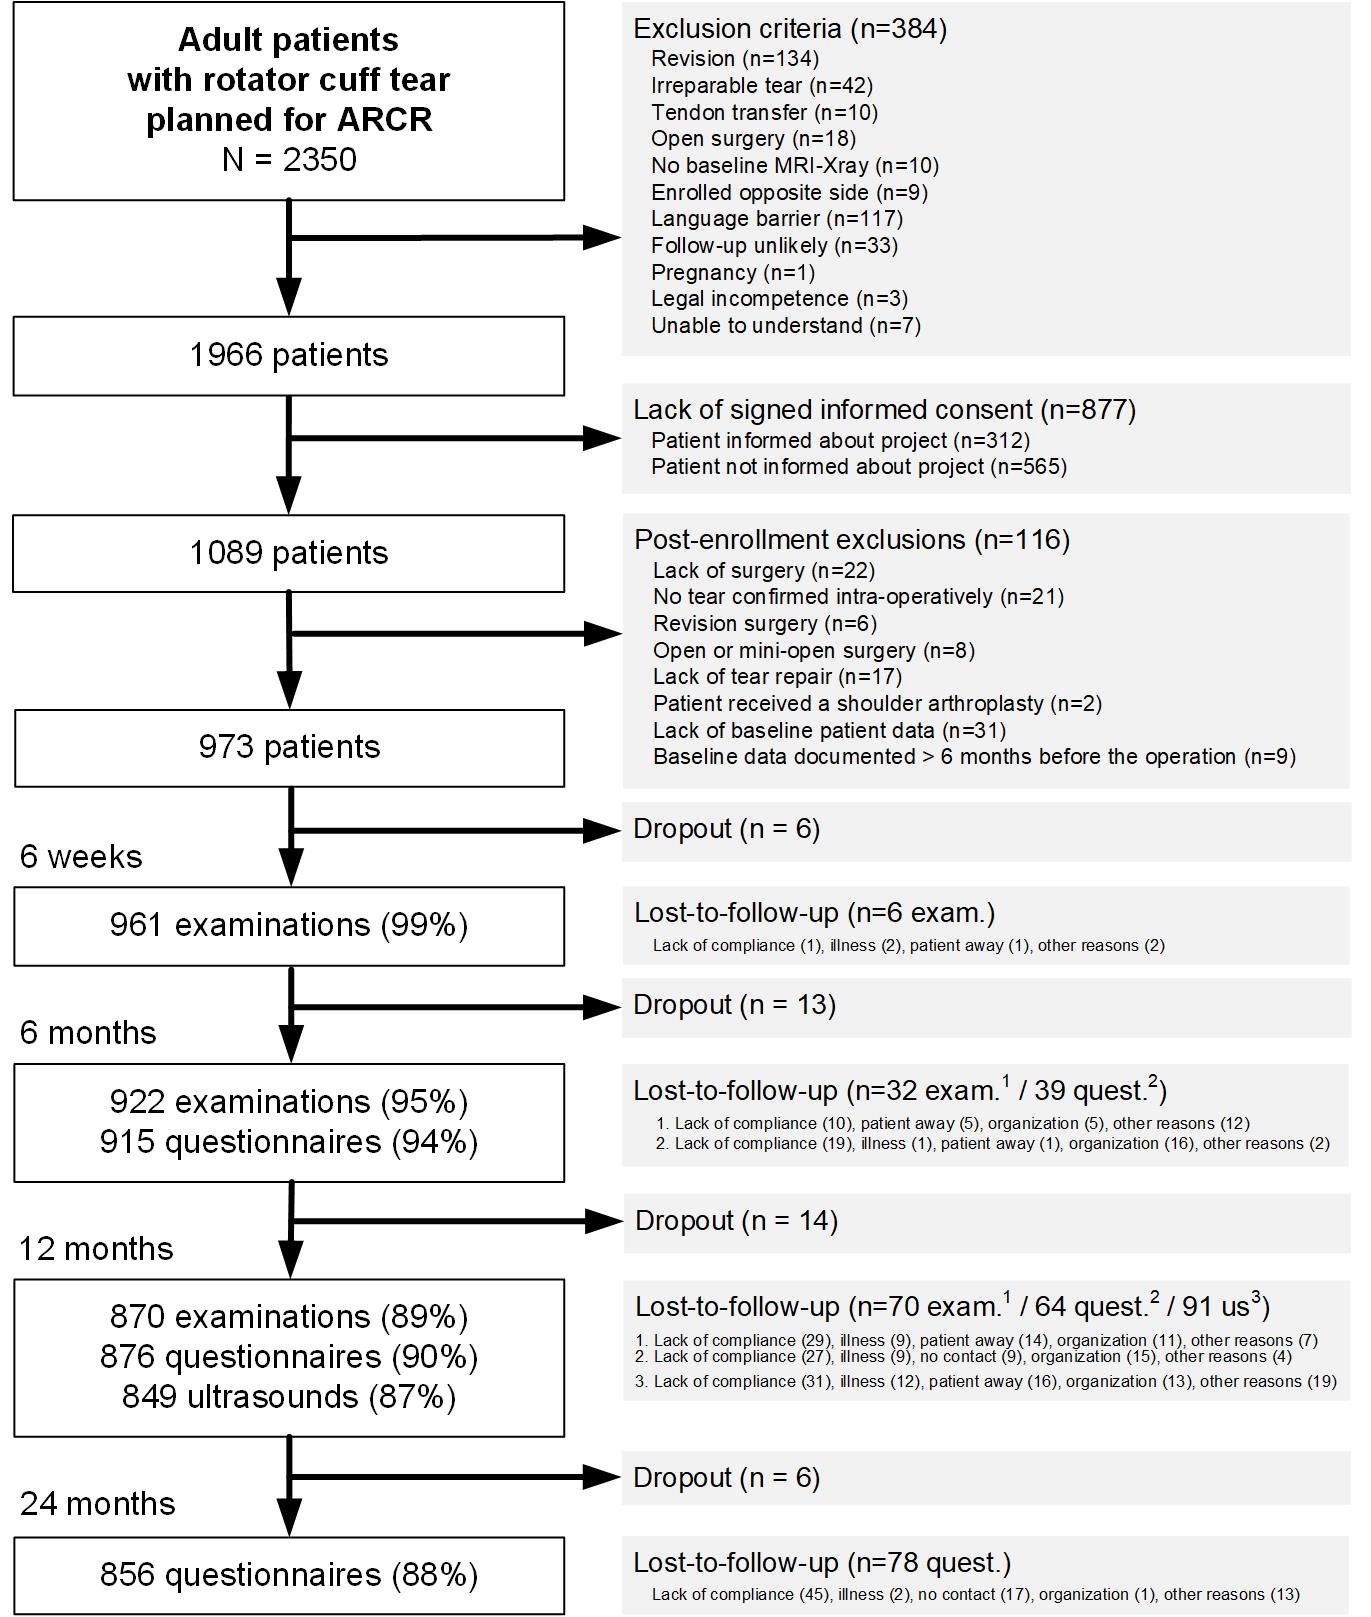 Adult patients
with rotator cuff tear
planned for ARCR
N = 2350
Exclusion criteria (n=384)
Revision (n=134)
Irreparable tear (n=42)
Tendon transfer (n=10)
Open surgery (n=18)
No baseline MRI-Xray (n=10)
Enrolled opposite side (n=9)
Language barrier (n=117)
Follow-up unlikely (n=33)
Pregnancy (n=1)
Legal incompetence (n=3)
Unable to understand (n=7)
1966 patients
Lack of signed informed consent (n=877)
Patient informed about project (n=312)
Patient not informed about project (n=565)
1089 patients
Post-enrollment exclusions (n=116)
Lack of surgery (n=22)
No tear confirmed intra-operatively (n=21)
Revision surgery (n=6)
Open or mini-open surgery (n=8)
Lack of tear repair (n=17)
Patient received a shoulder arthroplasty (n=2)
Lack of baseline patient data (n=31)
Baseline data documented > 6 months before the operation (n=9)
973 patients
Dropout (n = 6)
6 weeks
961 examinations (99%)
Lost-to-follow-up (n=6 exam.)
Lack of compliance (1), illness (2), patient away (1), other reasons (2)
Dropout (n = 13)
6 months
922 examinations (95%)
915 questionnaires (94%)
Lost-to-follow-up (n=32 exam.1 / 39 quest.2)
1. Lack of compliance (10), patient away (5), organization (5), other reasons (12)
2. Lack of compliance (19), illness (1), patient away (1), organization (16), other reasons (2)
Dropout (n = 14)
12 months
870 examinations (89%)
876 questionnaires (90%)
849 ultrasounds (87%)
Lost-to-follow-up (n=70 exam.1 / 64 quest.2 / 91 us3)
1. Lack of compliance (29), illness (9), patient away (14), organization (11), other reasons (7)
2. Lack of compliance (27), illness (9), no contact (9), organization (15), other reasons (4)
3. Lack of compliance (31), illness (12), patient away (16), organization (13), other reasons (19)
Dropout (n = 6)
24 months
856 questionnaires (88%)
Lost-to-follow-up (n=78 quest.)
Lack of compliance (45), illness (2), no contact (17), organization (1), other reasons (13)